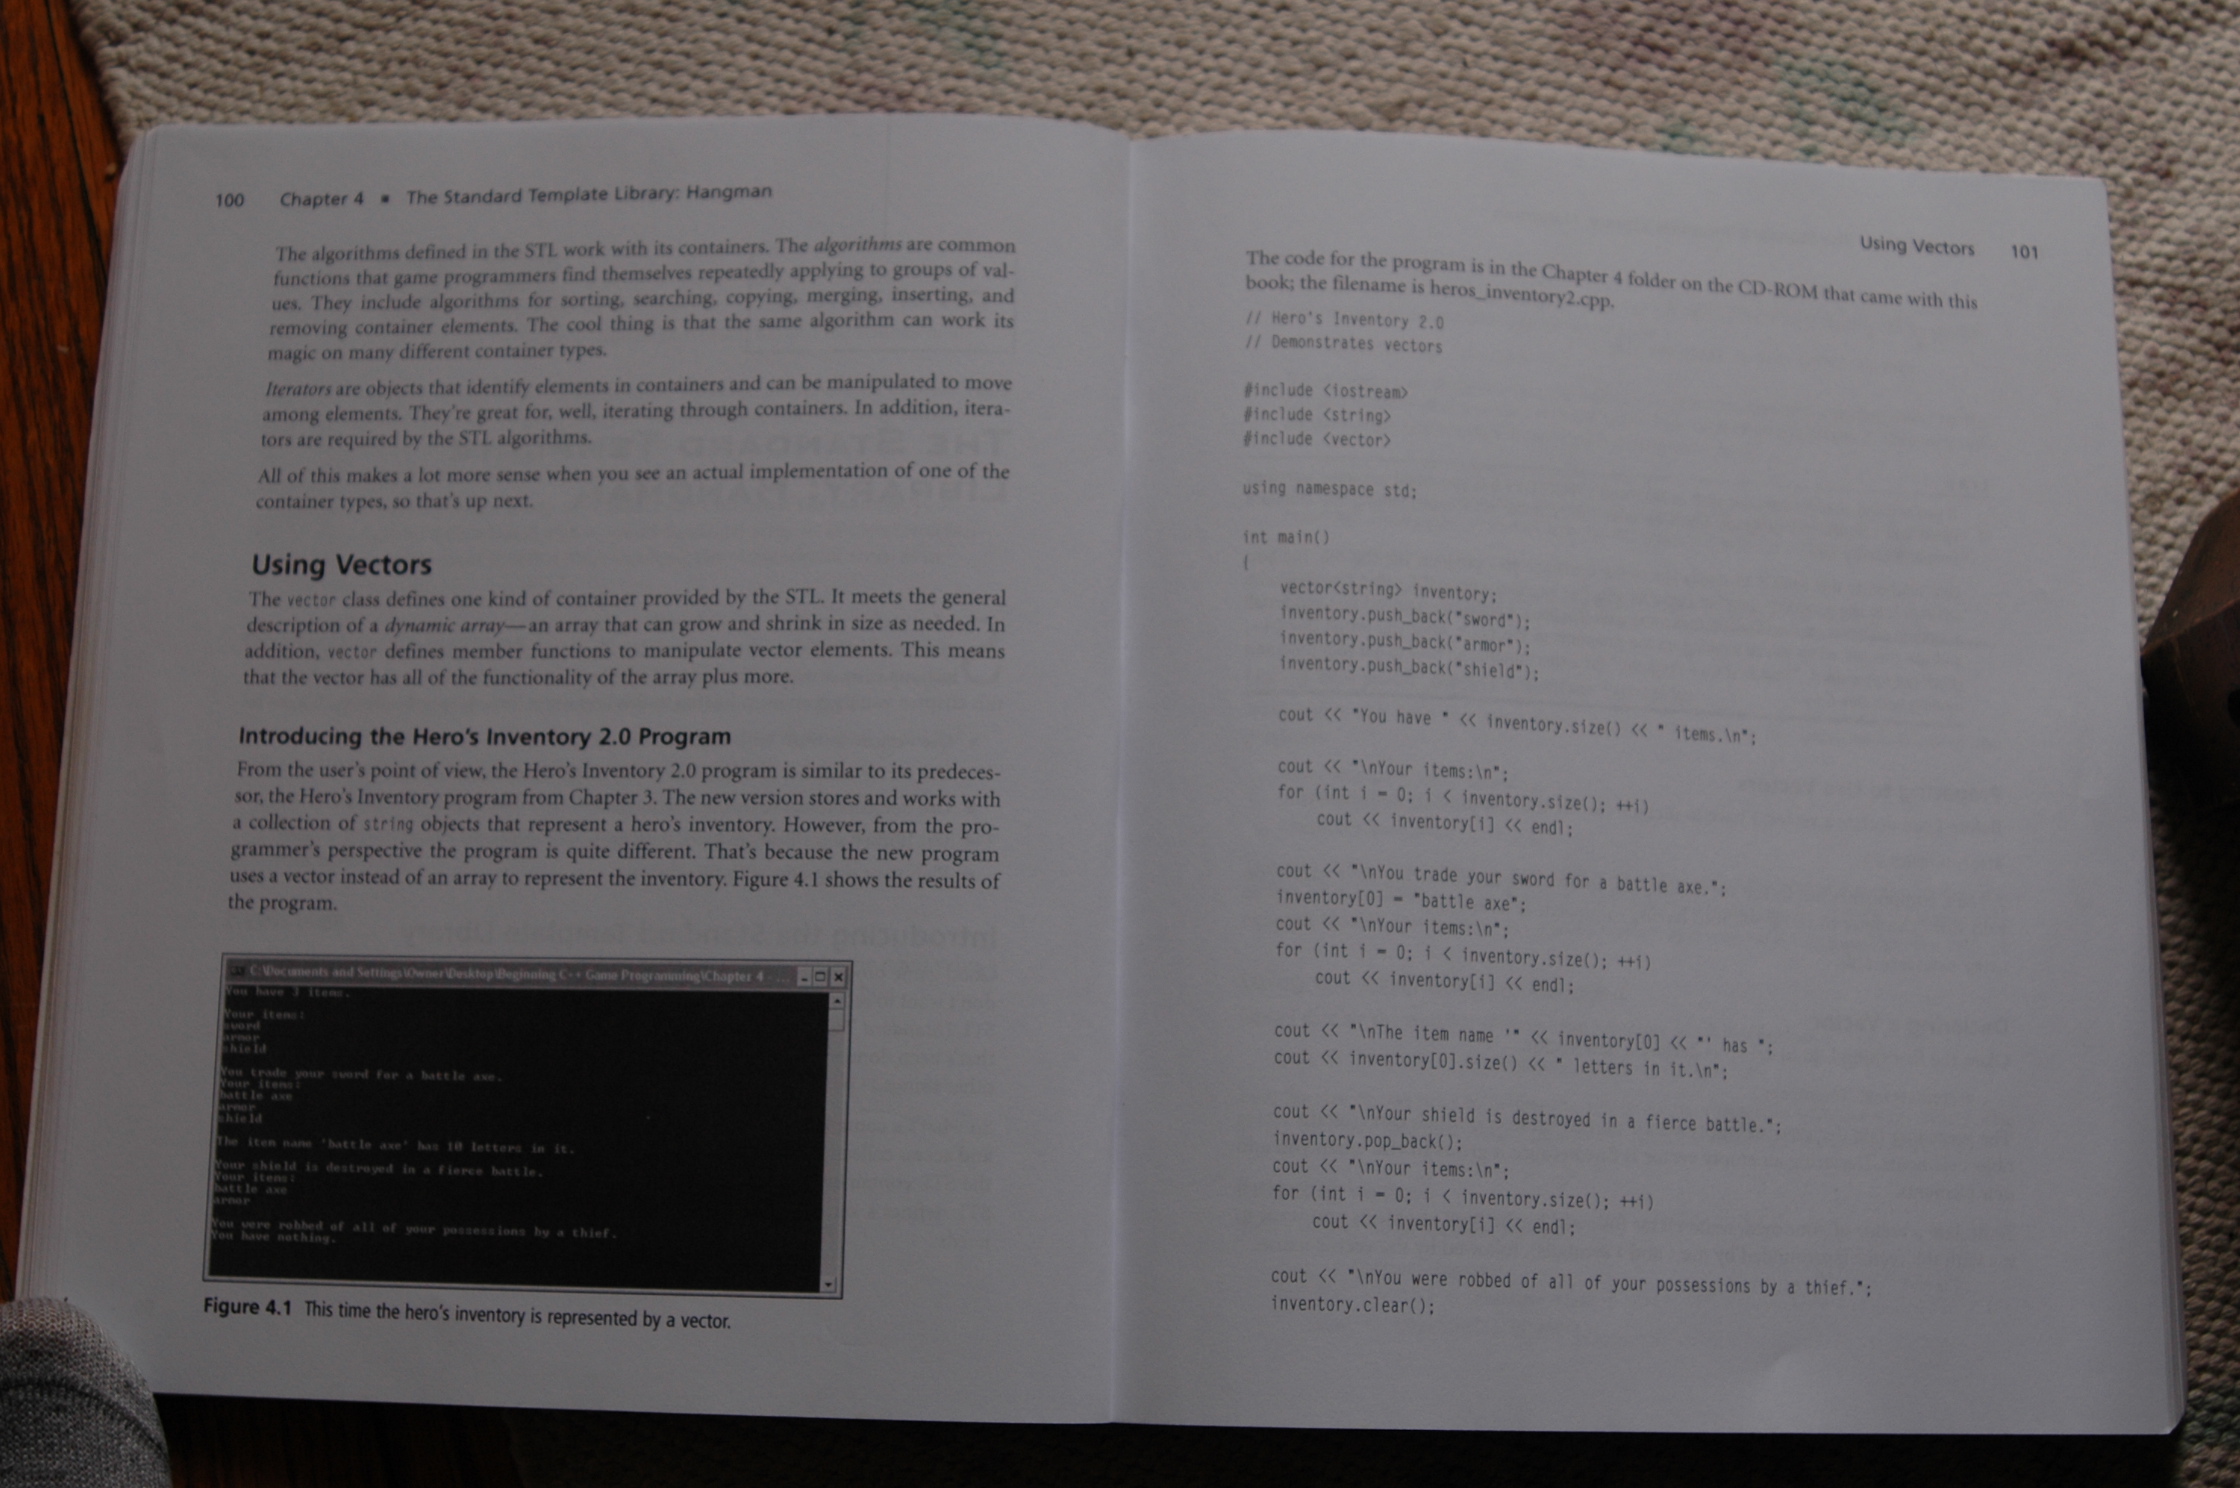 100 Chapter 4 ■ The Standard Template Library: Hangman
The algorithms defined in the STL work with its containers. The algorithms are common
functions that game programmers find themselves repeatedly applying to groups of val-
ues. They include algorithms for sorting, searching, copying, merging, inserting, and
removing container elements. The cool thing is that the same algorithm can work its
magic on many different container types.
Iterators are objects that identify elements in containers and can be manipulated to move
among elements. They're great for, well, iterating through containers. In addition, itera-
tors are required by the STL algorithms.
All of this makes a lot more sense when you see an actual implementation of one of the
container types, so that's up next.
Using Vectors
The vector class defines one kind of container provided by the STL. It meets the general
description of a dynamic array—an array that can grow and shrink in size as needed. In
addition, vector defines member functions to manipulate vector elements. This means
that the vector has all of the functionality of the array plus more.
Introducing the Hero's Inventory 2.0 Program
From the user's point of view, the Hero's Inventory 2.0 program is similar to its predeces-
sor, the Hero's Inventory program from Chapter 3. The new version stores and works with
a collection of string objects that represent a hero's inventory. However, from the pro-
grammer's perspective the program is quite different. That's because the new program
uses a vector instead of an array to represent the inventory. Figure 4.1 shows the results of
the program.
C:\Documents and Settings\Owner\Desktop\Beginning C++ Game Programming\Chapter 4 ...
You have 3 items.
Your items:
sword
armor
shield
You trade your sword for a battle axe.
Your items:
battle axe
armor
shield
The item name 'battle axe' has 10 letters in it.
Your shield is destroyed in a fierce battle.
Your items:
battle axe
armor
You were robbed of all of your possessions by a thief.
You have nothing.
Figure 4.1 This time the hero's inventory is represented by a vector.
Using Vectors 101
The code for the program is in the Chapter 4 folder on the CD-ROM that came with this
book; the filename is heros_inventory2.cpp.
// Hero's Inventory 2.0
// Demonstrates vectors
#include <iostream>
#include <string>
#include <vector>
using namespace std;
int main()
{
vector<string> inventory;
inventory.push_back("sword");
inventory.push_back("armor");
inventory.push_back("shield");
cout << "You have " << inventory.size() << " items.\n";
cout << "\nYour items:\n";
for (int i = 0; i < inventory.size(); ++i)
cout << inventory[i] << endl;
cout << "\nYou trade your sword for a battle axe.";
inventory[0] = "battle axe";
cout << "\nYour items:\n";
for (int i = 0; i < inventory.size(); ++i)
cout << inventory[i] << endl;
cout << "\nThe item name '" << inventory[0] << "' has ";
cout << inventory[0].size() << " letters in it.\n";
cout << "\nYour shield is destroyed in a fierce battle.";
inventory.pop_back();
cout << "\nYour items:\n";
for (int i = 0; i < inventory.size(); ++i)
cout << inventory[i] << endl;
cout << "\nYou were robbed of all of your possessions by a thief.";
inventory.clear();